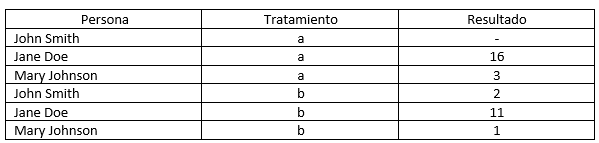 Persona Tratamiento Resultado
John Smith a -
Jane Doe a 16
Mary Johnson a 3
John Smith b 2
Jane Doe b 11
Mary Johnson b 1